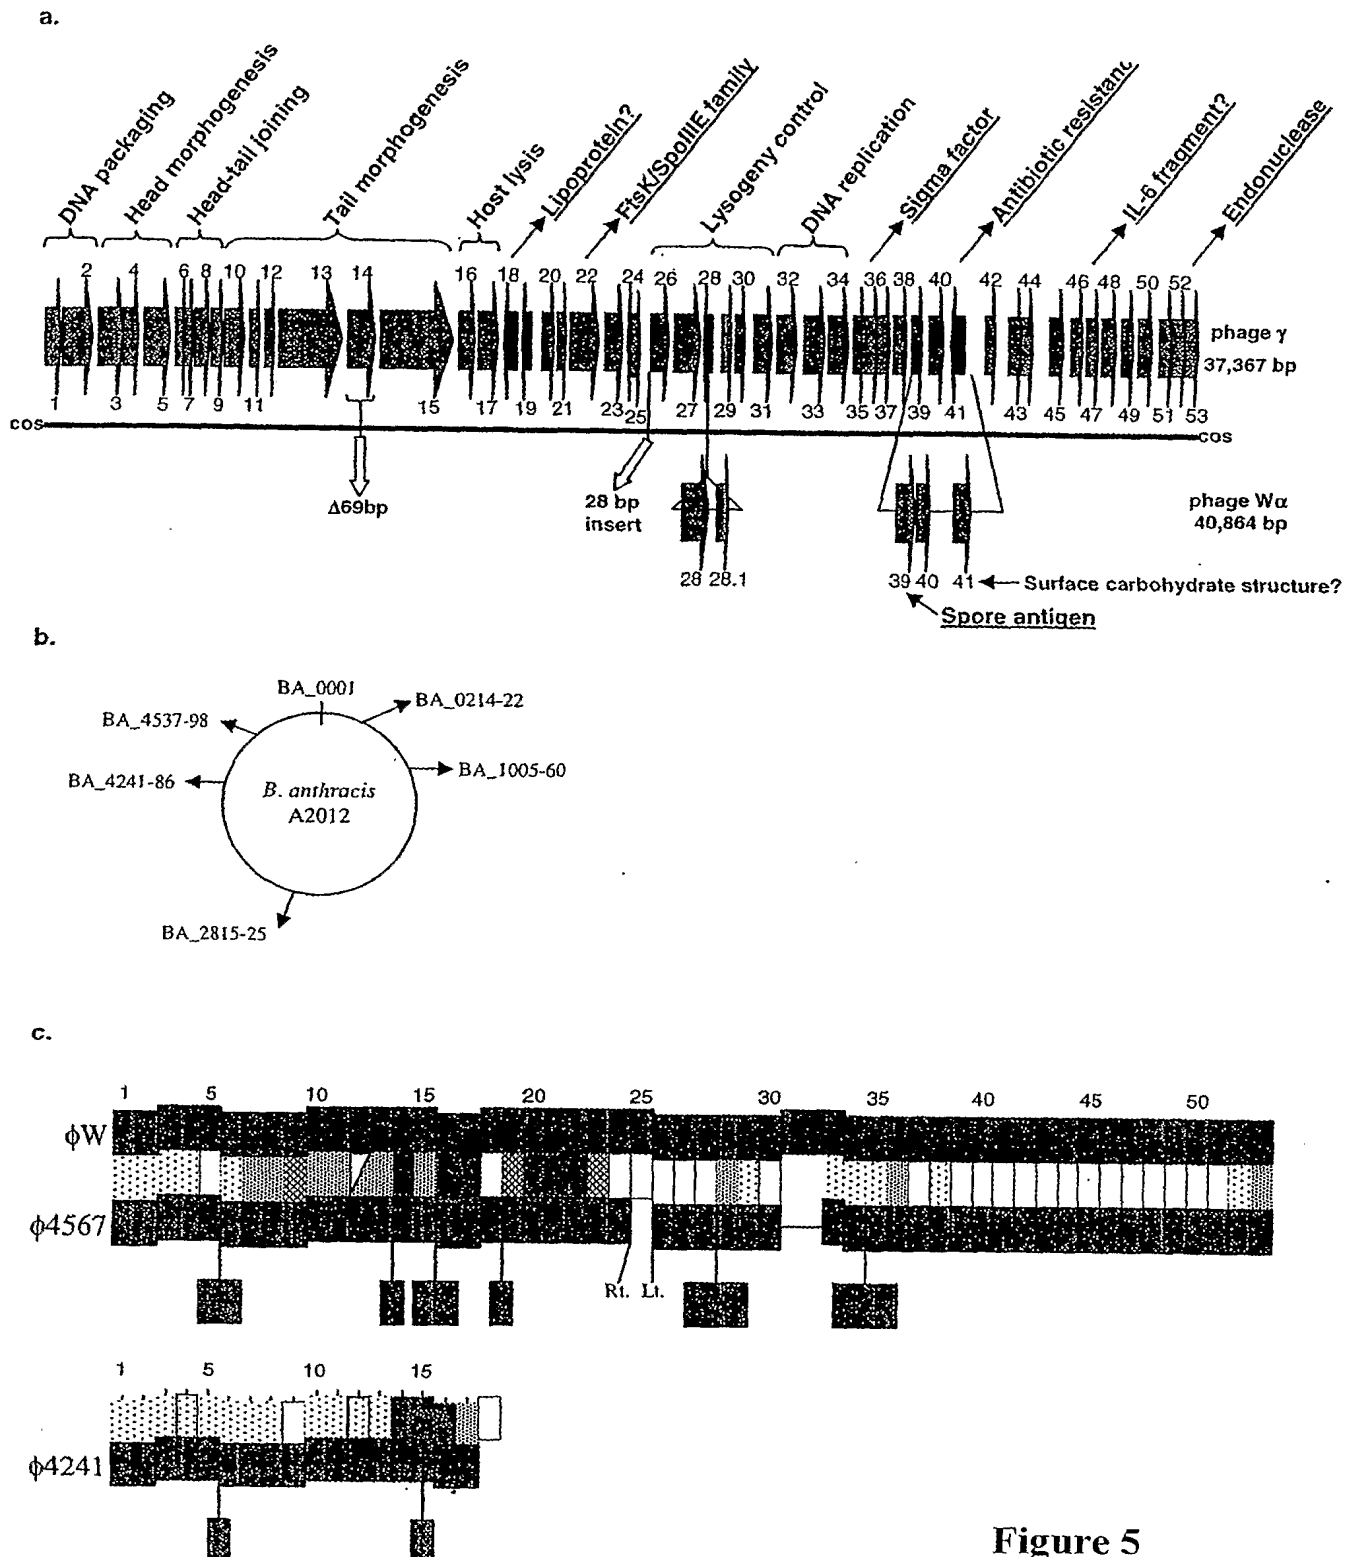 a.
DNA packaging
Head morphogenesis
Head-tail joining
Tail morphogenesis
Host lysis
Lipoprotein?
FtsK/SpoIIIE family
Lysogeny control
DNA replication
Sigma factor
Antibiotic resistanc
IL-6 fragment?
Endonuclease
2 4 6 8 10 12 13 14 16 18 20 22 24 26 28 30 32 34 36 38 40 42 44 46 48 50 52
phage γ
37,367 bp
1 3 5 7 9 11 15 17 19 21 23 25 27 29 31 33 35 37 39 41 43 45 47 49 51 53
cos
cos
Δ69bp
28 bp
insert
phage Wα
40,864 bp
28 28.1
39 40 41
Surface carbohydrate structure?
Spore antigen
b.
BA_0001
BA_0214-22
BA_4537-98
BA_1005-60
BA_4241-86
B. anthracis
A2012
BA_2815-25
c.
1 5 10 15 20 25 30 35 40 45 50
ϕW
ϕ4567
Rt. Lt.
1 5 10 15
ϕ4241
Figure 5